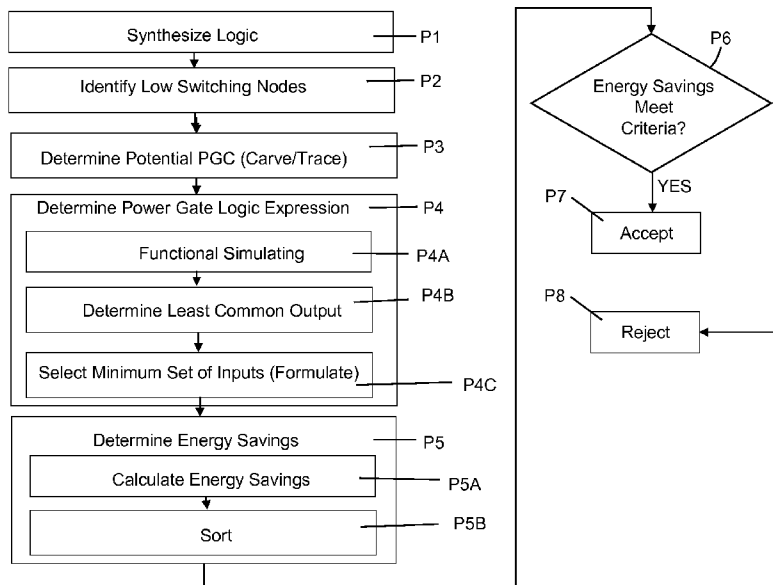 Synthesize Logic
P1
Identify Low Switching Nodes
P2
Determine Potential PGC (Carve/Trace)
P3
Determine Power Gate Logic Expression
P4
Functional Simulating
P4A
Determine Least Common Output
P4B
Select Minimum Set of Inputs (Formulate)
P4C
Determine Energy Savings
P5
Calculate Energy Savings
P5A
Sort
P5B
P6
Energy Savings
Meet
Criteria?
YES
P7
Accept
P8
Reject